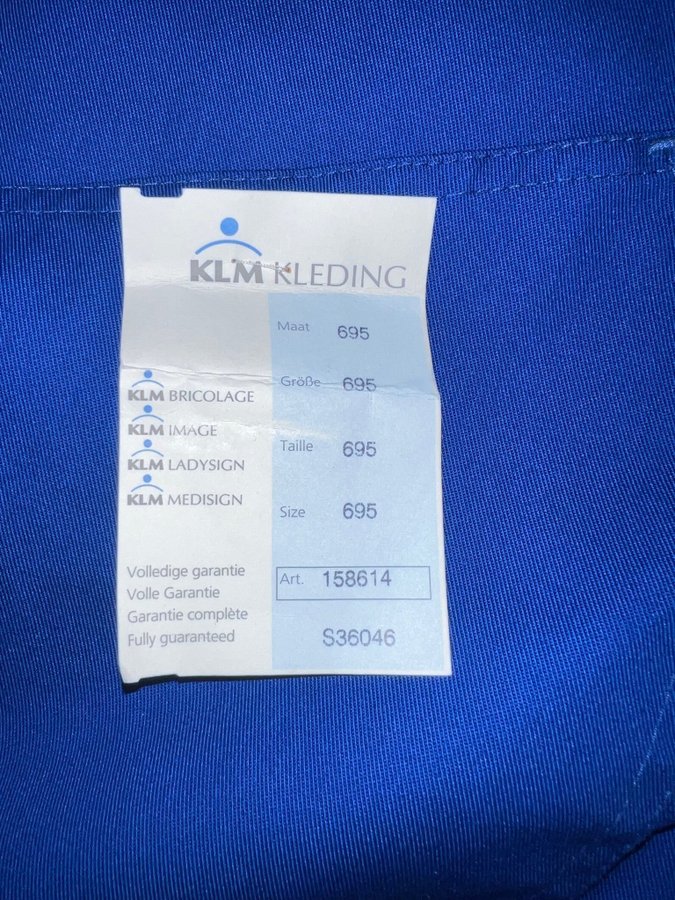 KLM KLEDING
Maat 695
Größe 695
KLM BRICOLAGE
KLM IMAGE
Taille 695
KLM LADYSIGN
KLM MEDISIGN
Size 695
Volledige garantie
Volle Garantie
Garantie complète
Fully guaranteed
Art. 158614
S36046